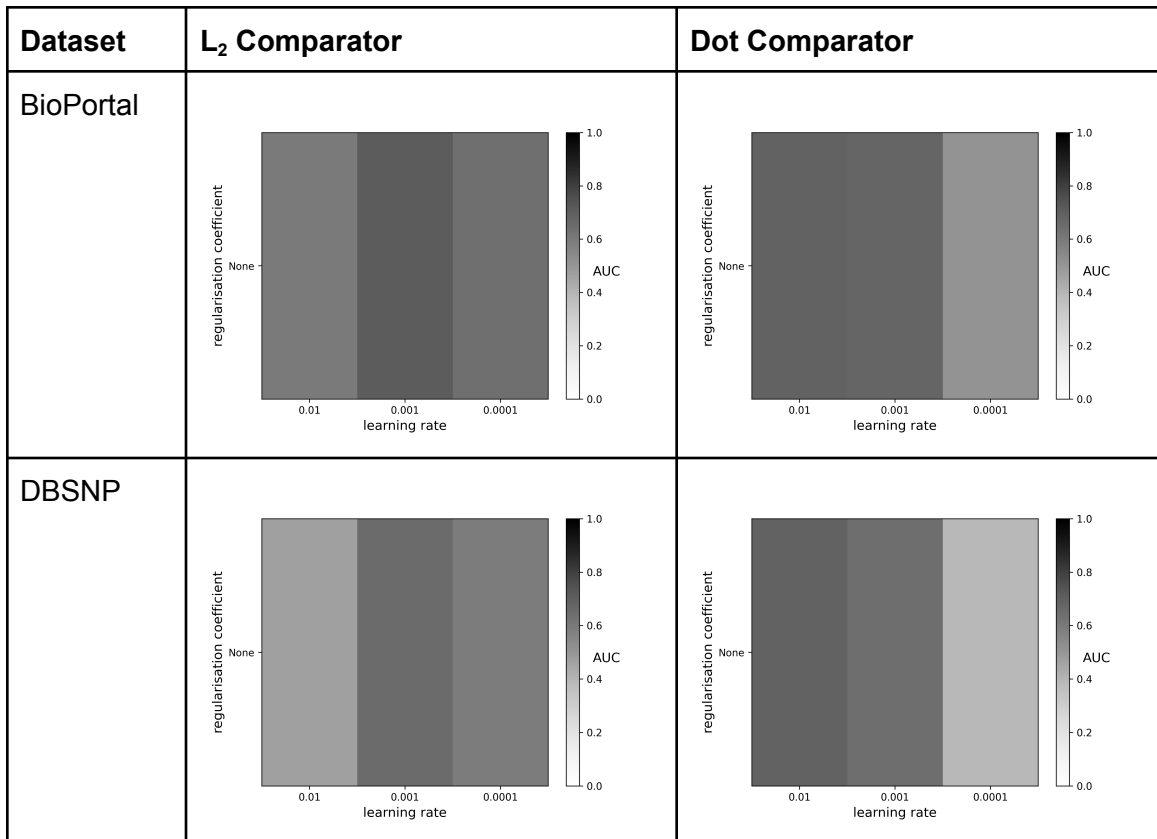 Dataset L₂ Comparator Dot Comparator
BioPortal
regularisation coefficient
None
0.01 0.001 0.0001
learning rate
1.0
0.8
0.6
AUC
0.4
0.2
0.0
regularisation coefficient
None
0.01 0.001 0.0001
learning rate
1.0
0.8
0.6
AUC
0.4
0.2
0.0
DBSNP
regularisation coefficient
None
0.01 0.001 0.0001
learning rate
1.0
0.8
0.6
AUC
0.4
0.2
0.0
regularisation coefficient
None
0.01 0.001 0.0001
learning rate
1.0
0.8
0.6
AUC
0.4
0.2
0.0